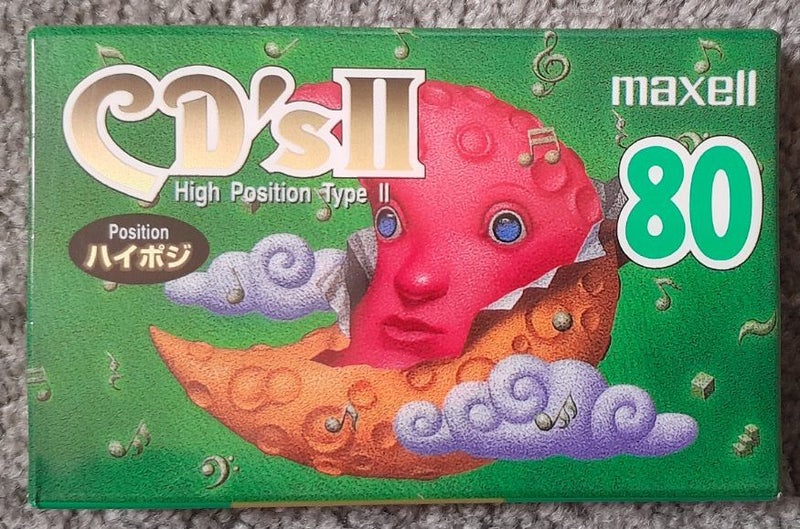 CD'sII
High Position Type II
maxell
80
Position
ハイポジ